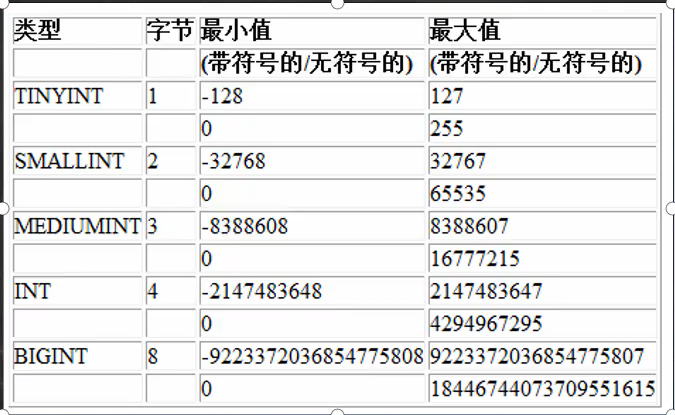 类型 字节 最小值 最大值
(带符号的/无符号的) (带符号的/无符号的)
TINYINT 1 -128 127
0 255
SMALLINT 2 -32768 32767
0 65535
MEDIUMINT 3 -8388608 8388607
0 16777215
INT 4 -2147483648 2147483647
0 4294967295
BIGINT 8 -9223372036854775808 9223372036854775807
0 18446744073709551615